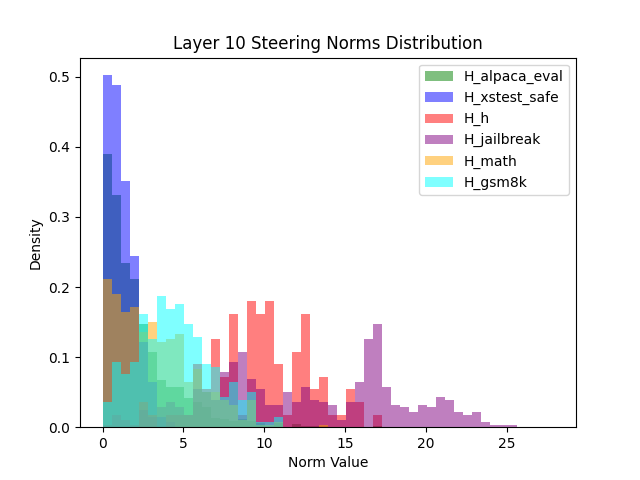 Layer 10 Steering Norms Distribution
H_alpaca_eval
H_xstest_safe
H_h
H_jailbreak
H_math
H_gsm8k
Density
0.5
0.4
0.3
0.2
0.1
0.0
0 5 10 15 20 25
Norm Value